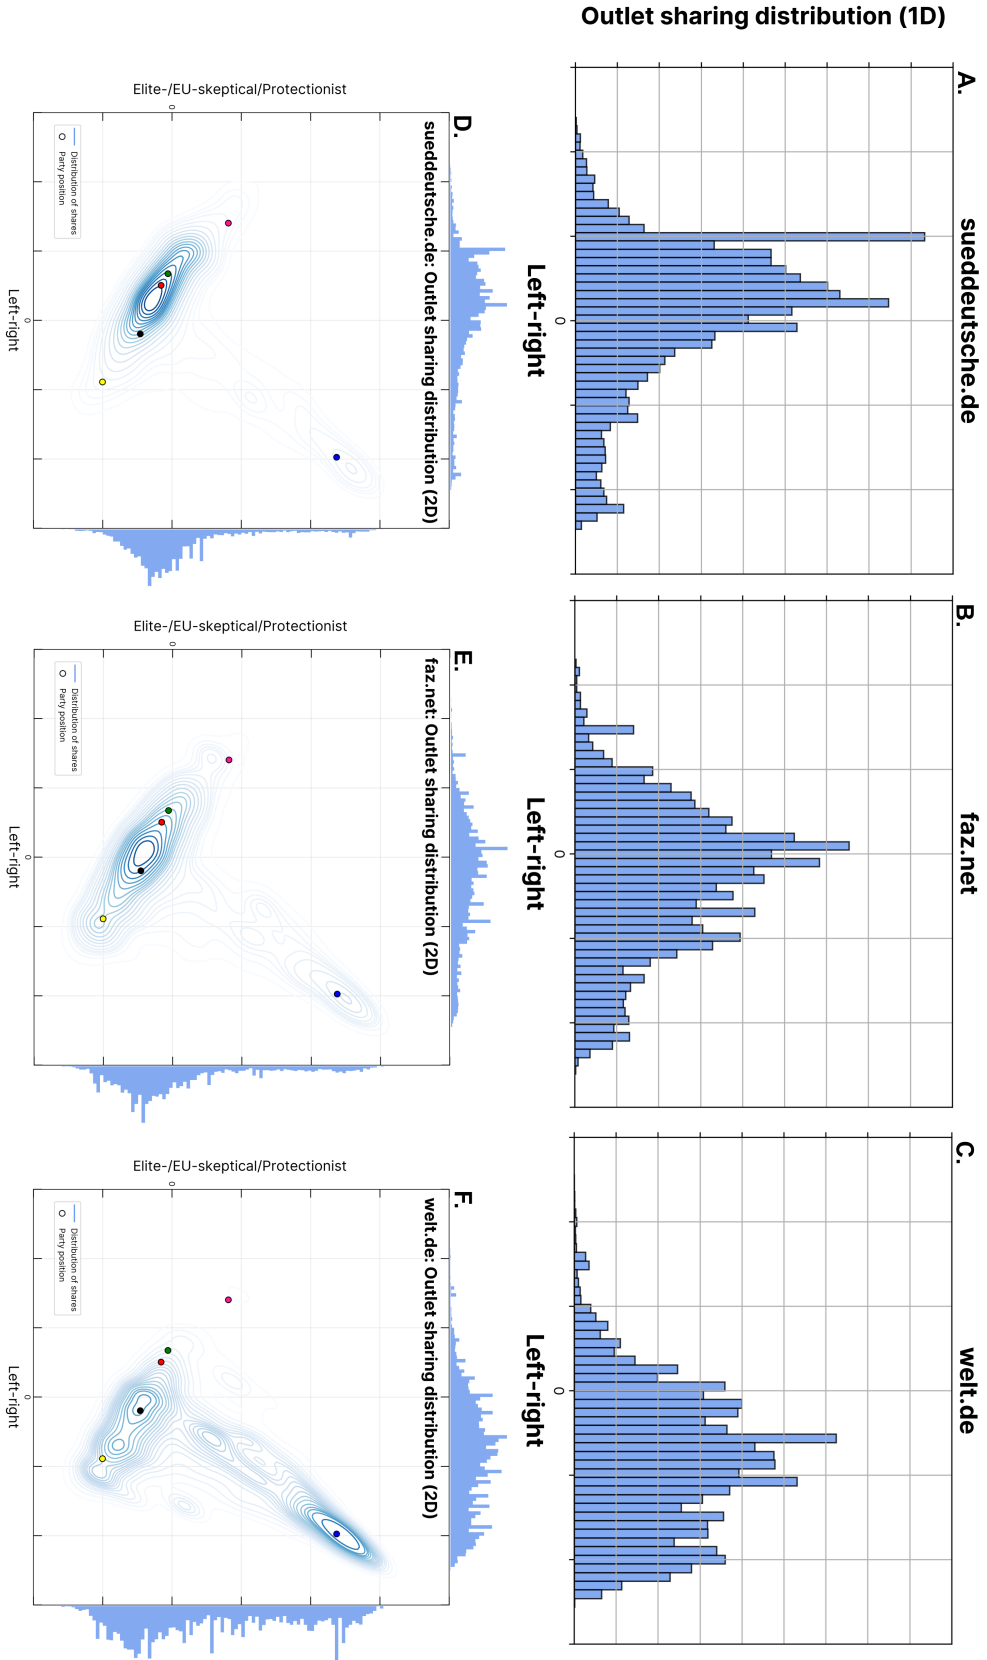 Outlet sharing distribution (1D)
A.
sueddeutsche.de
0
Left-right
B.
faz.net
0
Left-right
C.
welt.de
0
Left-right
D.
sueddeutsche.de: Outlet sharing distribution (2D)
Elite-/EU-skeptical/Protectionist
0
Distribution of shares
Party position
0
Left-right
E.
faz.net: Outlet sharing distribution (2D)
Elite-/EU-skeptical/Protectionist
0
Distribution of shares
Party position
0
Left-right
F.
welt.de: Outlet sharing distribution (2D)
Elite-/EU-skeptical/Protectionist
0
Distribution of shares
Party position
0
Left-right